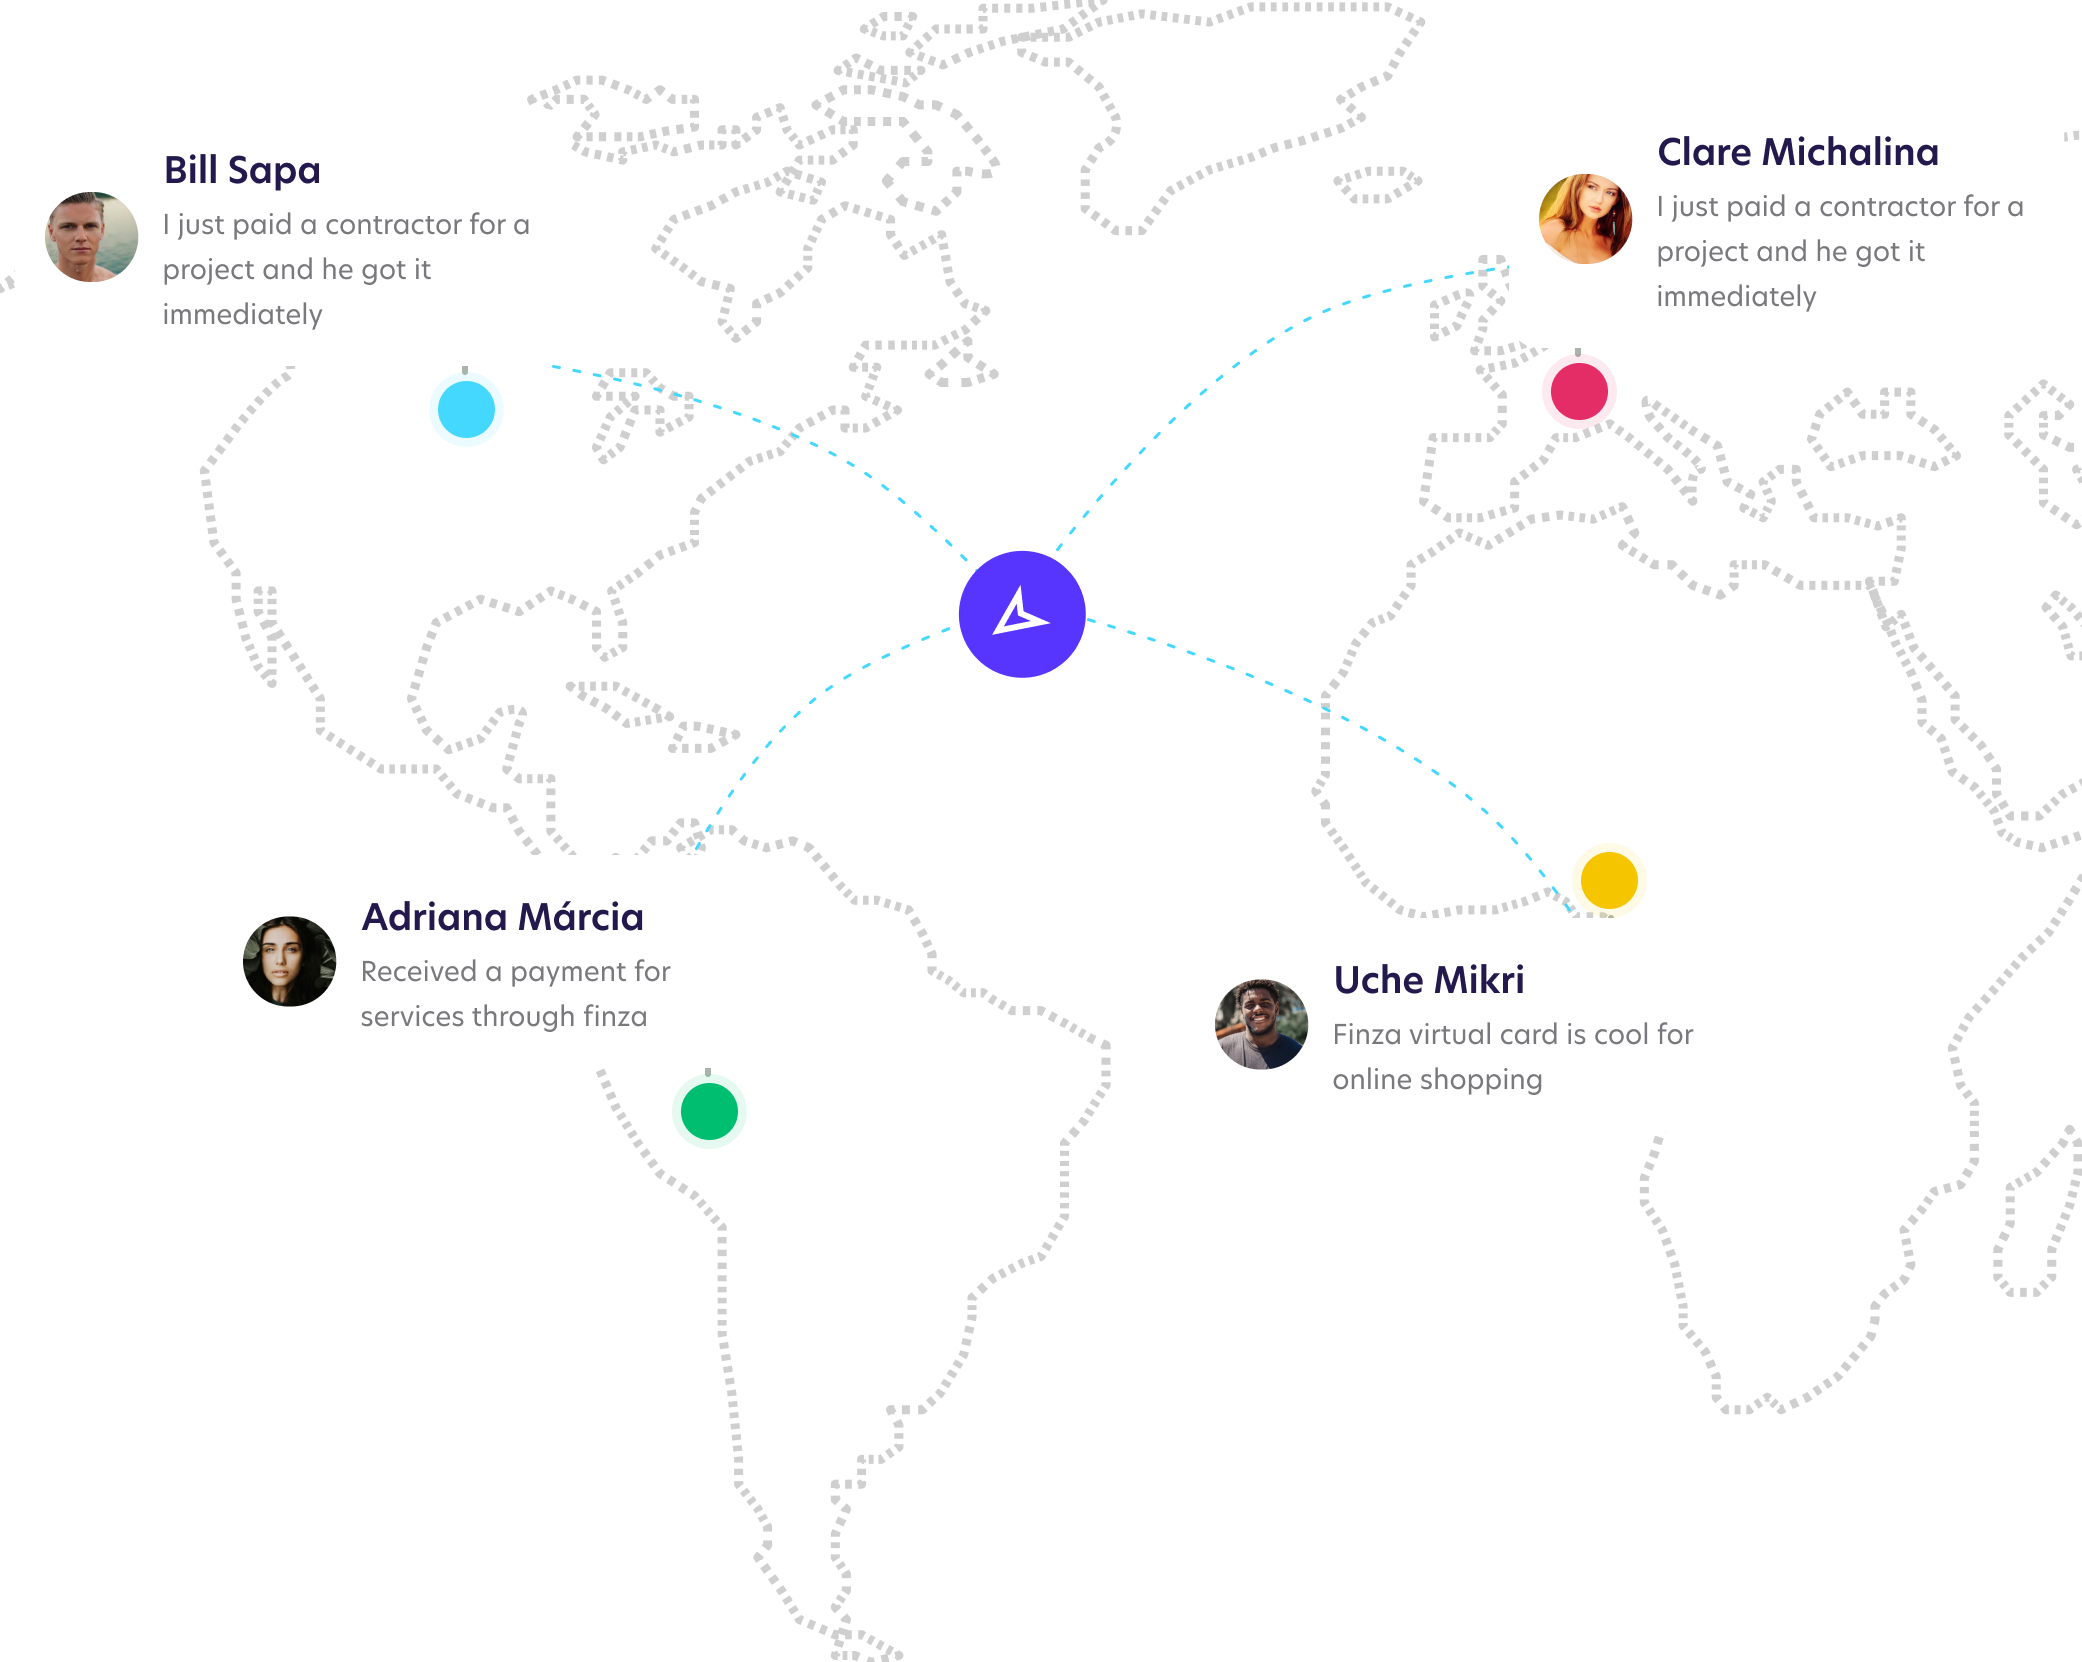 Bill Sapa
I just paid a contractor for a
project and he got it
immediately
Clare Michalina
I just paid a contractor for a
project and he got it
immediately
Adriana Márcia
Received a payment for
services through finza
Uche Mikri
Finza virtual card is cool for
online shopping